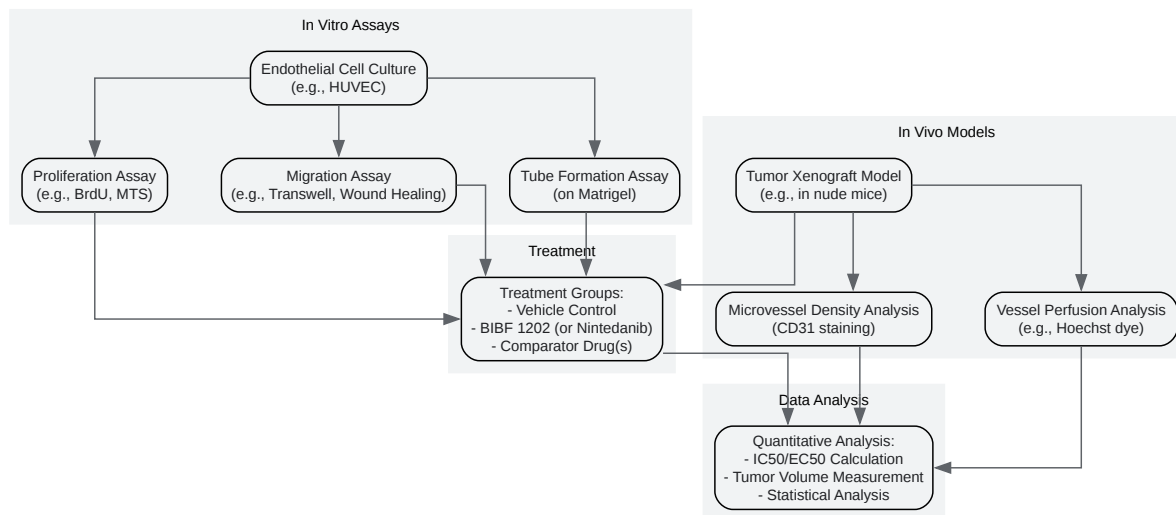 In Vitro Assays
Endothelial Cell Culture
(e.g., HUVEC)
Proliferation Assay
(e.g., BrdU, MTS)
Migration Assay
(e.g., Transwell, Wound Healing)
Tube Formation Assay
(on Matrigel)
In Vivo Models
Tumor Xenograft Model
(e.g., in nude mice)
Treatment
Treatment Groups:
- Vehicle Control
- BIBF 1202 (or Nintedanib)
- Comparator Drug(s)
Microvessel Density Analysis
(CD31 staining)
Vessel Perfusion Analysis
(e.g., Hoechst dye)
Data Analysis
Quantitative Analysis:
- IC50/EC50 Calculation
- Tumor Volume Measurement
- Statistical Analysis